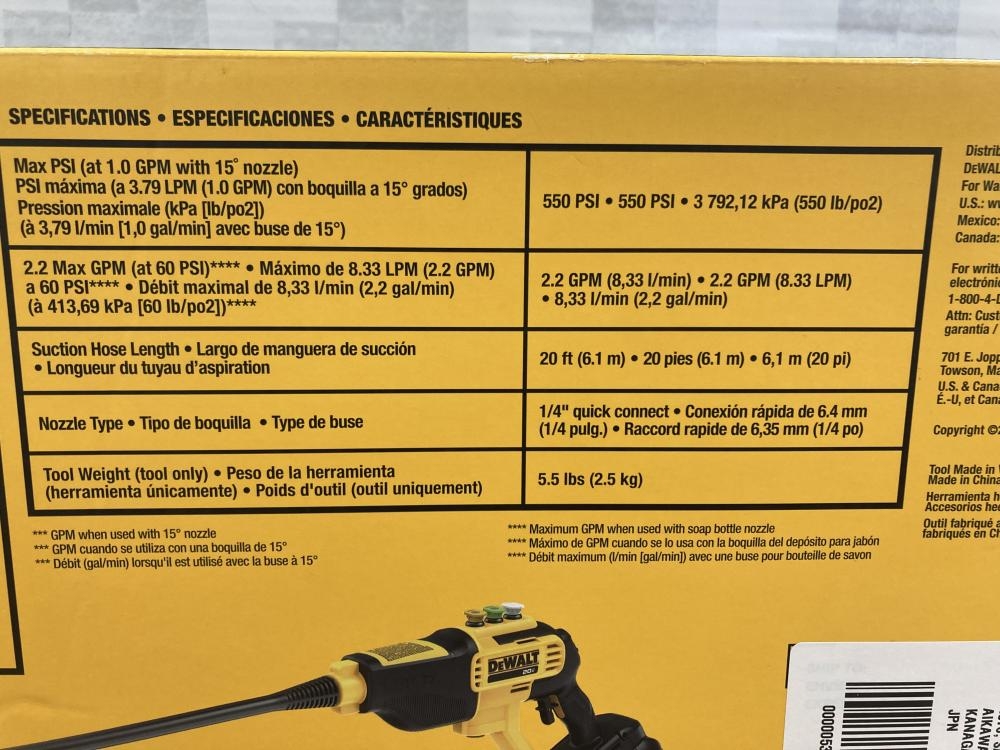 SPECIFICATIONS • ESPECIFICACIONES • CARACTÉRISTIQUES
Max PSI (at 1.0 GPM with 15° nozzle)
PSI máxima (a 3.79 LPM (1.0 GPM) con boquilla a 15° grados)
Pression maximale (kPa [lb/po2])
(à 3,79 l/min [1,0 gal/min] avec buse de 15°)
550 PSI • 550 PSI • 3 792,12 kPa (550 lb/po2)
2.2 Max GPM (at 60 PSI)**** • Máximo de 8.33 LPM (2.2 GPM)
a 60 PSI**** • Débit maximal de 8,33 l/min (2,2 gal/min)
(à 413,69 kPa [60 lb/po2])****
2.2 GPM (8,33 l/min) • 2.2 GPM (8.33 LPM)
• 8,33 l/min (2,2 gal/min)
Suction Hose Length • Largo de manguera de succión
• Longueur du tuyau d'aspiration
20 ft (6.1 m) • 20 pies (6.1 m) • 6,1 m (20 pi)
Nozzle Type • Tipo de boquilla • Type de buse
1/4" quick connect • Conexión rápida de 6.4 mm
(1/4 pulg.) • Raccord rapide de 6,35 mm (1/4 po)
Tool Weight (tool only) • Peso de la herramienta
(herramienta únicamente) • Poids d'outil (outil uniquement)
5.5 lbs (2.5 kg)
*** GPM when used with 15° nozzle
*** GPM cuando se utiliza con una boquilla de 15°
*** Débit (gal/min) lorsqu'il est utilisé avec la buse à 15°
**** Maximum GPM when used with soap bottle nozzle
**** Máximo de GPM cuando se lo usa con la boquilla del depósito para jabón
**** Débit maximum (l/min [gal/min]) avec une buse pour bouteille de savon
DEWALT
20V
Distrib
DEWAL
For Wa
U.S.: ww
Mexico:
Canada:
For writte
electrónic
1-800-4-D
Attn: Cust
garantía /
701 E. Jopp
Towson, Ma
U.S. & Cana
É.-U, et Cana
Copyright ©2
Tool Made in
Made in China
Herramienta h
Accesorios hec
Outil fabriqué a
fabriqués en Ch
AIKAWA
KANAG
JPN